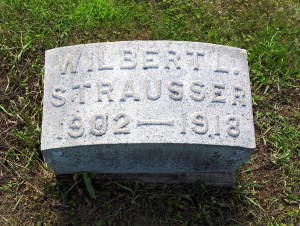 WILBERT L.
STRAUSSER
1902—1918